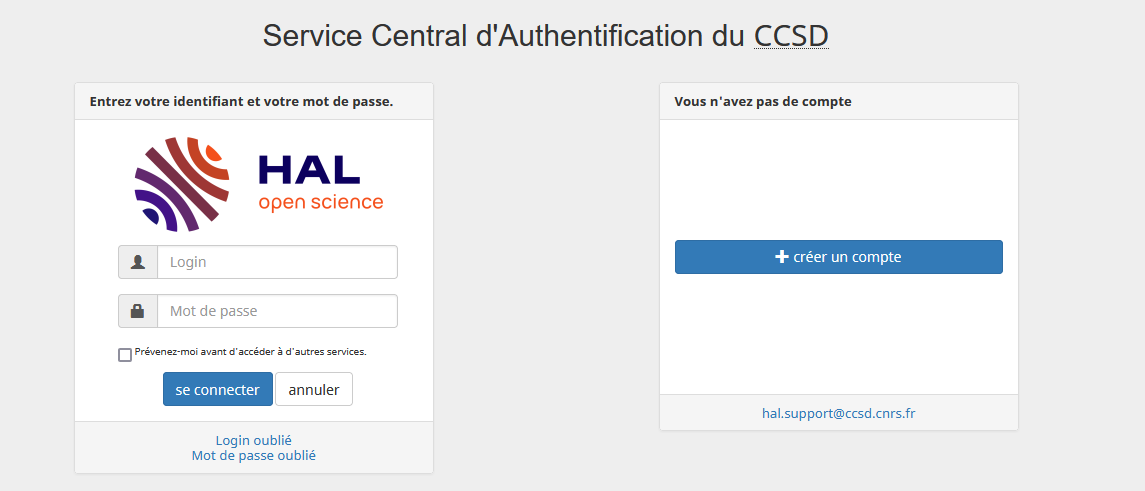 Service Central d'Authentification du CCSD
Entrez votre identifiant et votre mot de passe.
HAL
open science
Login
Mot de passe
Prévenez-moi avant d'accéder à d'autres services.
se connecter annuler
Login oublié
Mot de passe oublié
Vous n'avez pas de compte
créer un compte
hal.support@ccsd.cnrs.fr